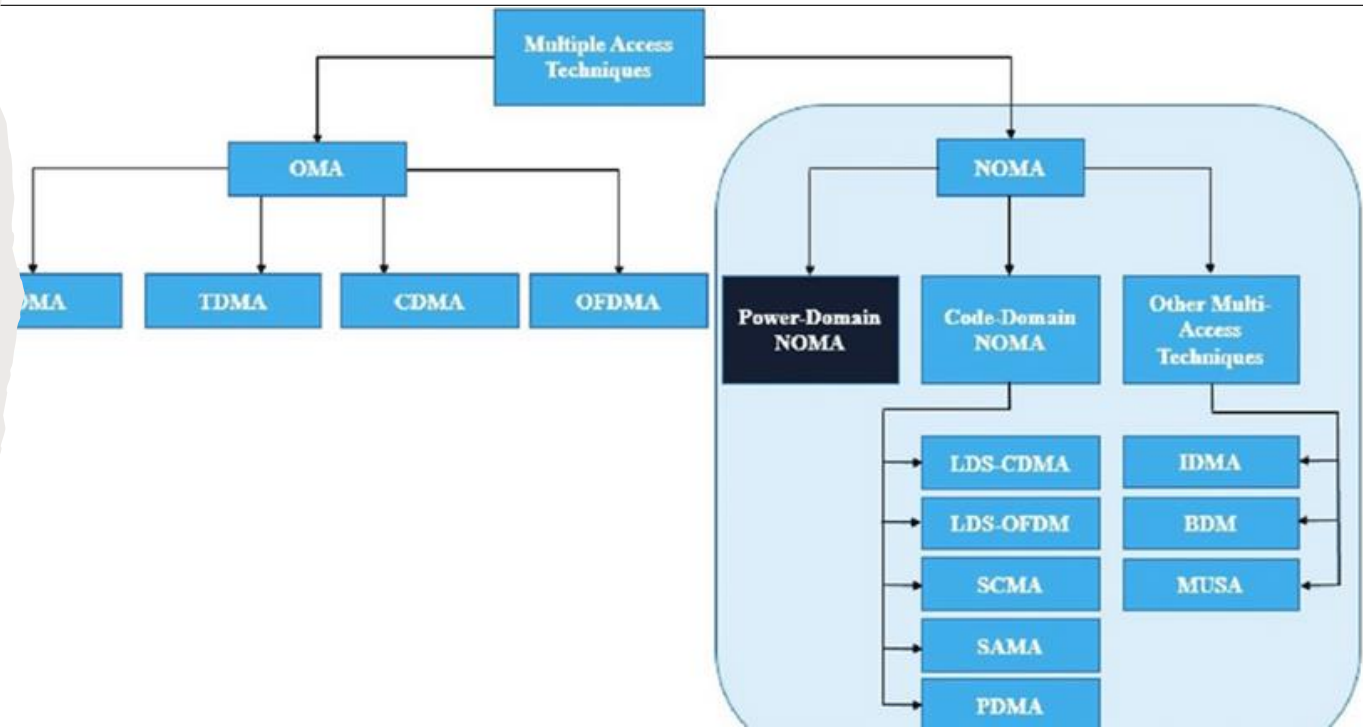 Multiple Access
Techniques
OMA
NOMA
TDMA
CDMA
OFDMA
Power-Domain
NOMA
Code-Domain
NOMA
Other Multi-
Access
Techniques
LDS-CDMA
IDMA
LDS-OFDM
BDM
SCMA
MUSA
SAMA
PDMA